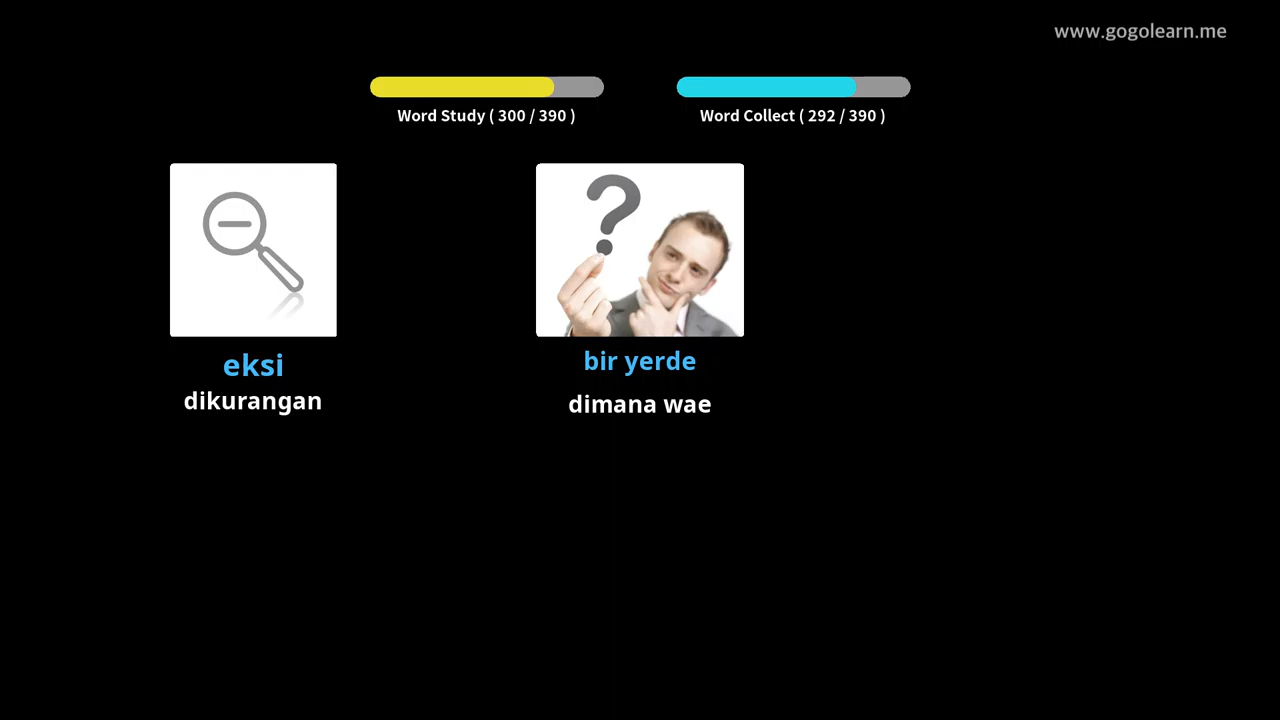 www.gogolearn.me
Word Study ( 300 / 390 )
Word Collect ( 292 / 390 )
eksi
dikurangan
bir yerde
dimana wae